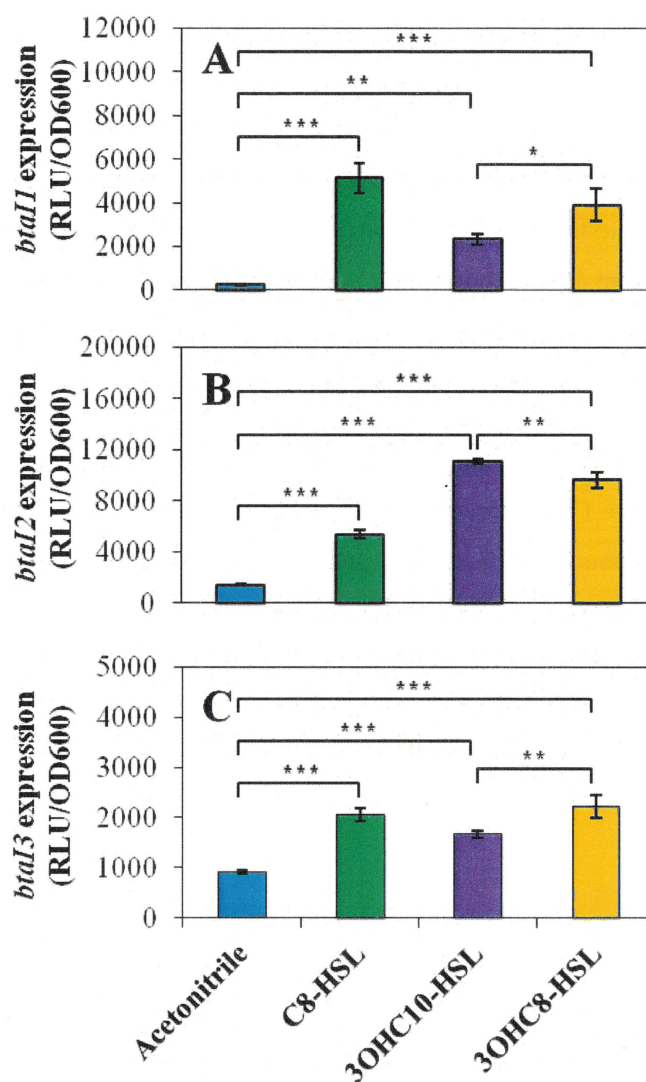 A
btaI1 expression
(RLU/OD600)
12000
10000
8000
6000
4000
2000
0
***
**
***
*
B
btaI2 expression
(RLU/OD600)
20000
16000
12000
8000
4000
0
***
***
**
***
C
btaI3 expression
(RLU/OD600)
5000
4000
3000
2000
1000
0
***
***
**
***
Acetonitrile
C8-HSL
3OHC10-HSL
3OHC8-HSL